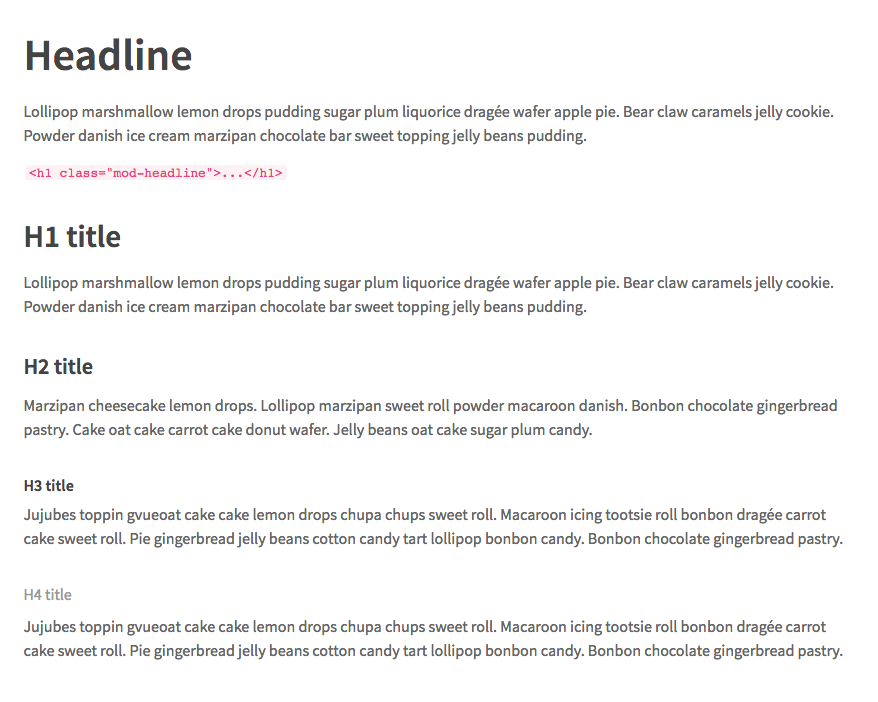 Headline
Lollipop marshmallow lemon drops pudding sugar plum liquorice dragée wafer apple pie. Bear claw caramels jelly cookie.
Powder danish ice cream marzipan chocolate bar sweet topping jelly beans pudding.
<h1 class="mod-headline">...</h1>
H1 title
Lollipop marshmallow lemon drops pudding sugar plum liquorice dragée wafer apple pie. Bear claw caramels jelly cookie.
Powder danish ice cream marzipan chocolate bar sweet topping jelly beans pudding.
H2 title
Marzipan cheesecake lemon drops. Lollipop marzipan sweet roll powder macaroon danish. Bonbon chocolate gingerbread
pastry. Cake oat cake carrot cake donut wafer. Jelly beans oat cake sugar plum candy.
H3 title
Jujubes toppin gvueoat cake cake lemon drops chupa chups sweet roll. Macaroon icing tootsie roll bonbon dragée carrot
cake sweet roll. Pie gingerbread jelly beans cotton candy tart lollipop bonbon candy. Bonbon chocolate gingerbread pastry.
H4 title
Jujubes toppin gvueoat cake cake lemon drops chupa chups sweet roll. Macaroon icing tootsie roll bonbon dragée carrot
cake sweet roll. Pie gingerbread jelly beans cotton candy tart lollipop bonbon candy. Bonbon chocolate gingerbread pastry.